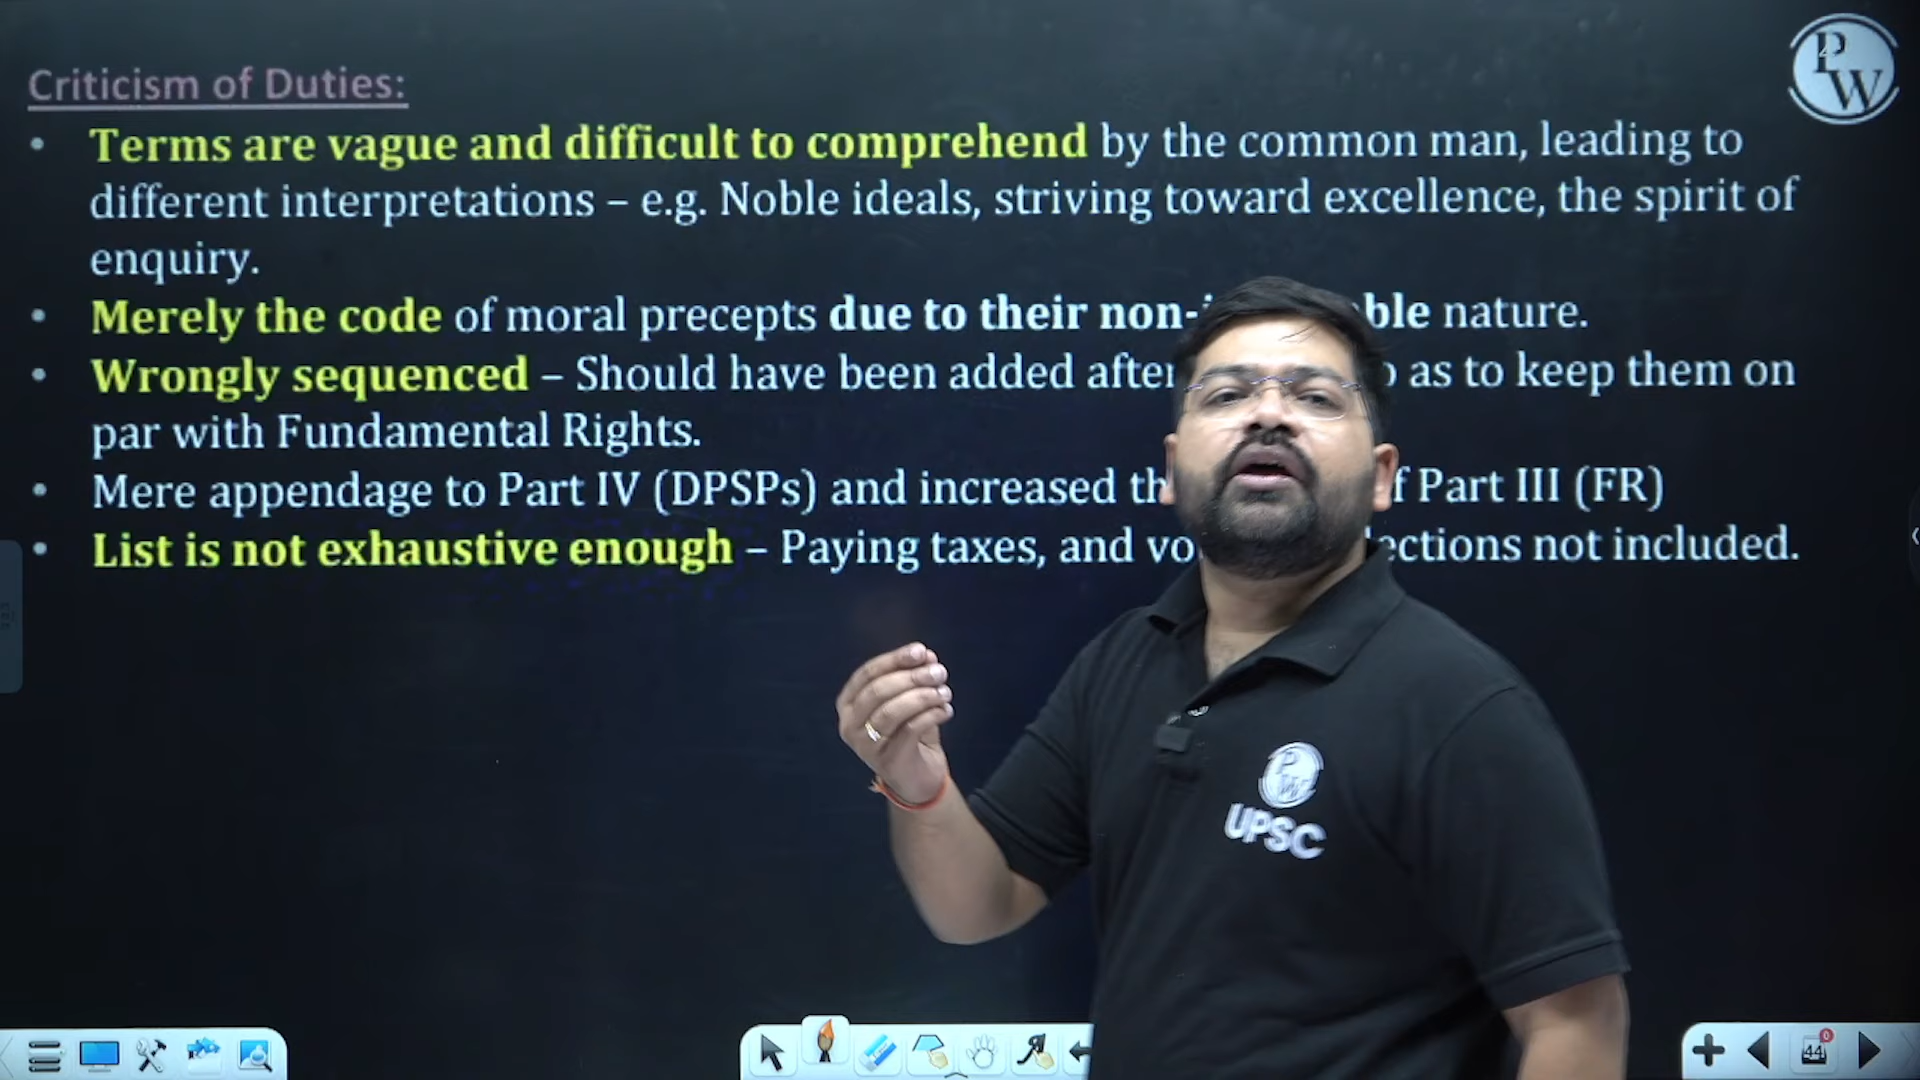 Criticism of Duties:
• Terms are vague and difficult to comprehend by the common man, leading to
different interpretations – e.g. Noble ideals, striving toward excellence, the spirit of
enquiry.
• Merely the code of moral precepts due to their non- ble nature.
• Wrongly sequenced – Should have been added after as to keep them on
par with Fundamental Rights.
• Mere appendage to Part IV (DPSPs) and increased th f Part III (FR)
• List is not exhaustive enough – Paying taxes, and vo ections not included.
PW
PW
UPSC
44
0